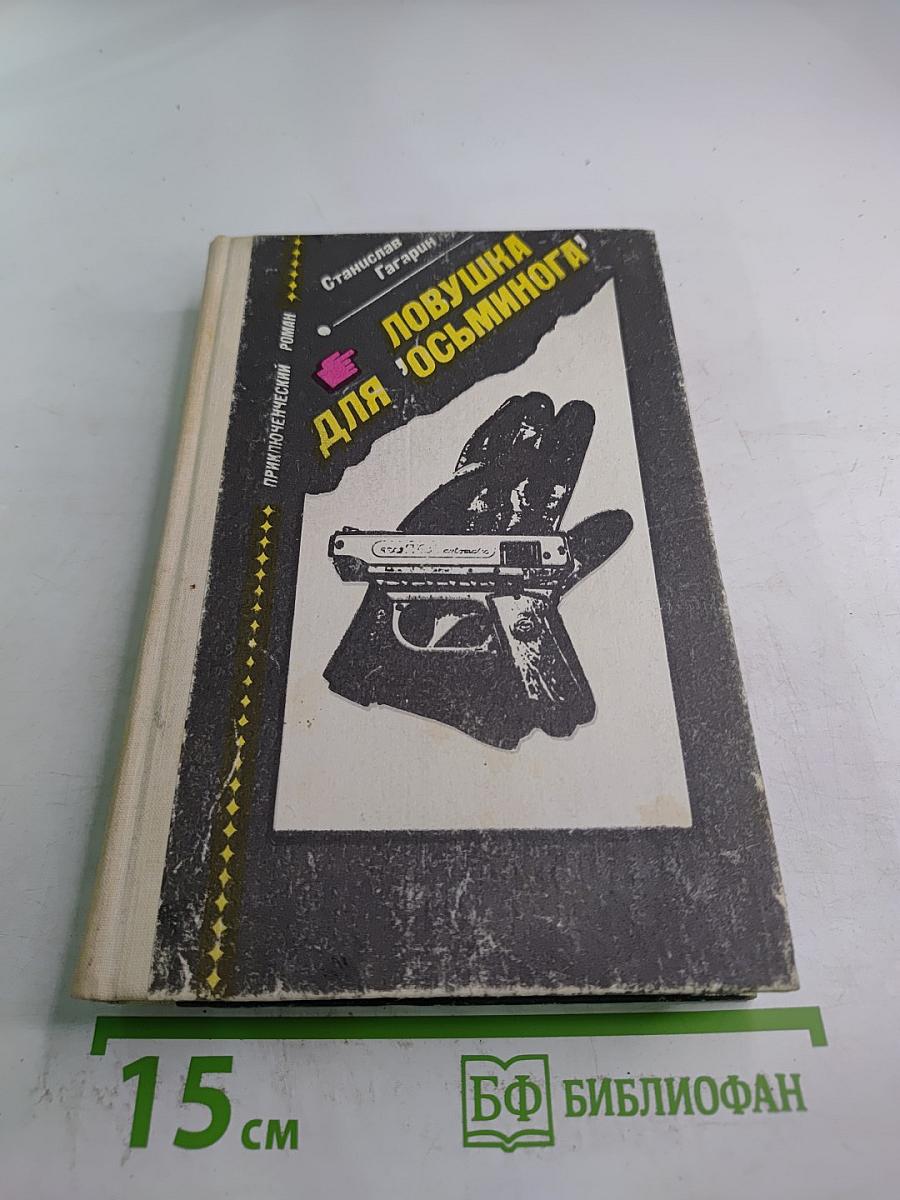 Станислав
Гагарин
ЛОВУШКА
ДЛЯ 'ОСЬМИНОГА'
ПРИКЛЮЧЕНЧЕСКИЙ РОМАН
15 см
БФ БИБЛИОФАН